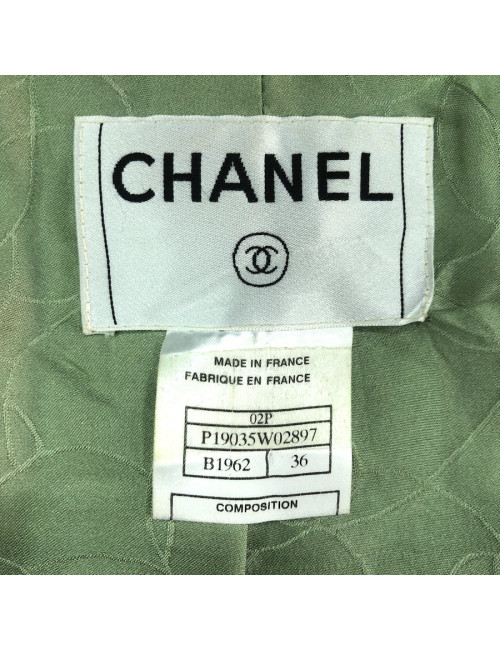 CHANEL
MADE IN FRANCE
FABRIQUE EN FRANCE
02P
P19035W02897
B1962 36
COMPOSITION